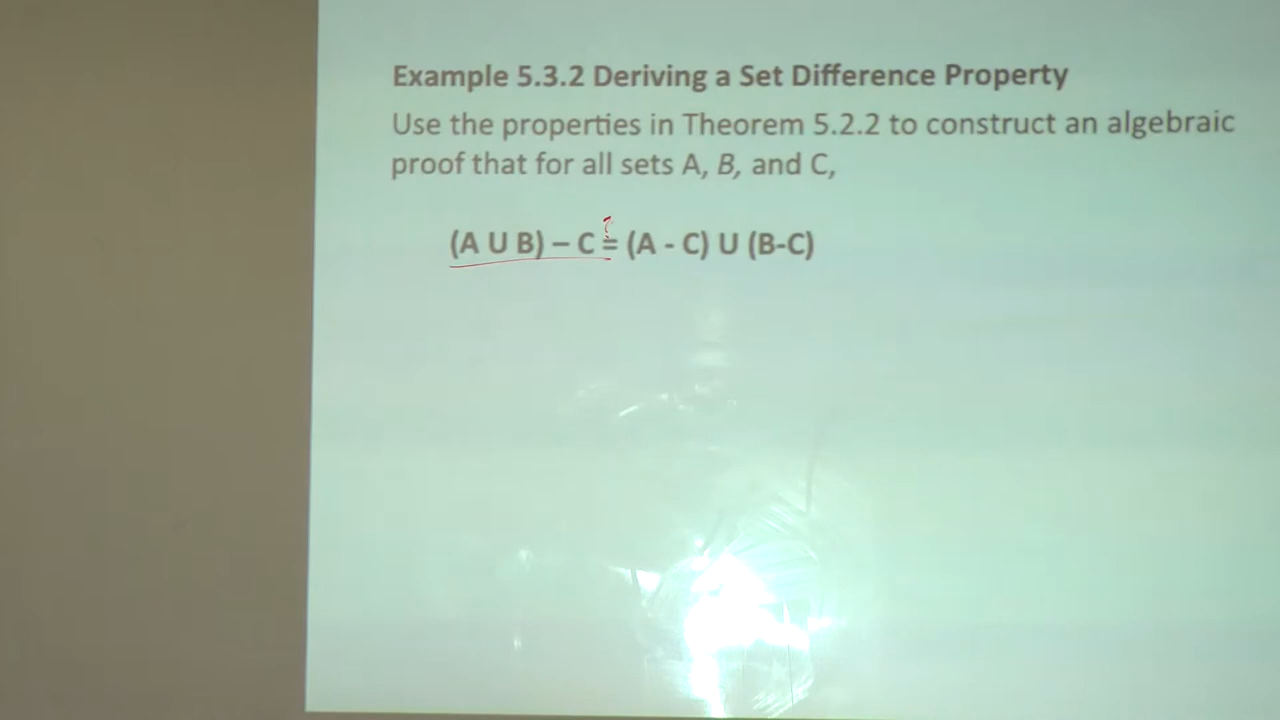 Example 5.3.2 Deriving a Set Difference Property
Use the properties in Theorem 5.2.2 to construct an algebraic
proof that for all sets A, B, and C,
?
(A U B) – C = (A - C) U (B-C)